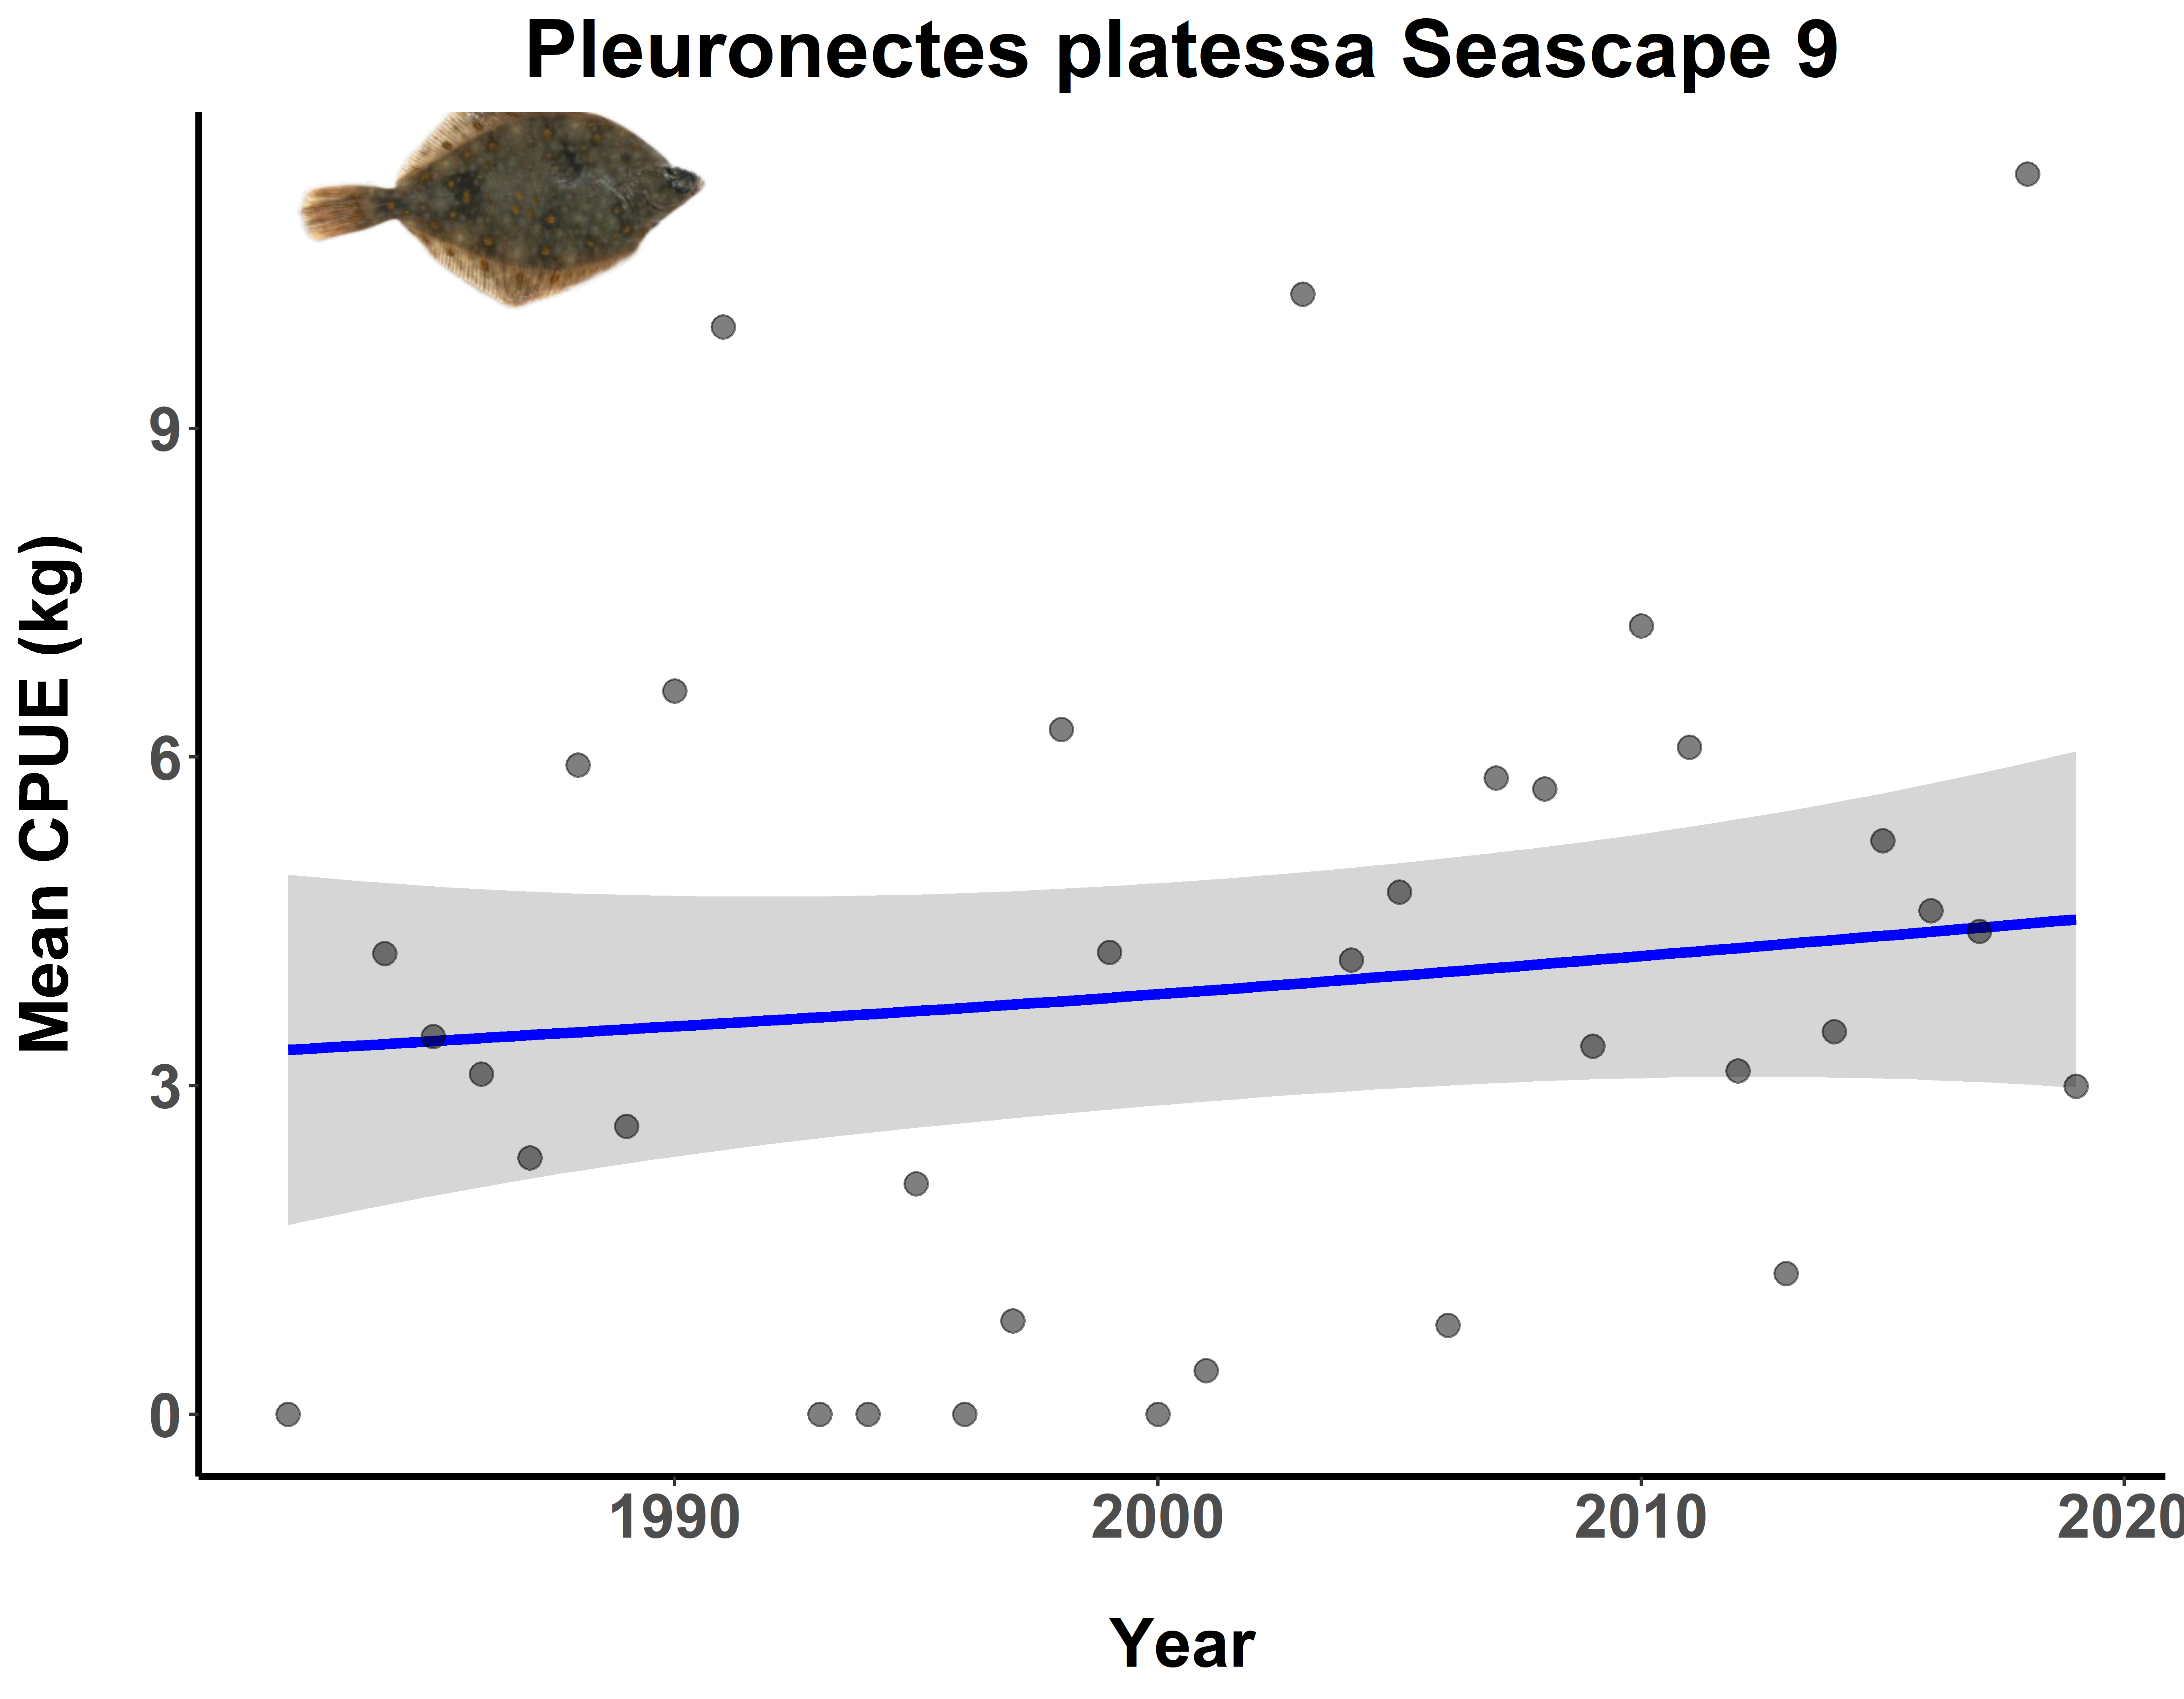 Pleuronectes platessa Seascape 9
Mean CPUE (kg)
9
6
3
0
1990 2000 2010 2020
Year